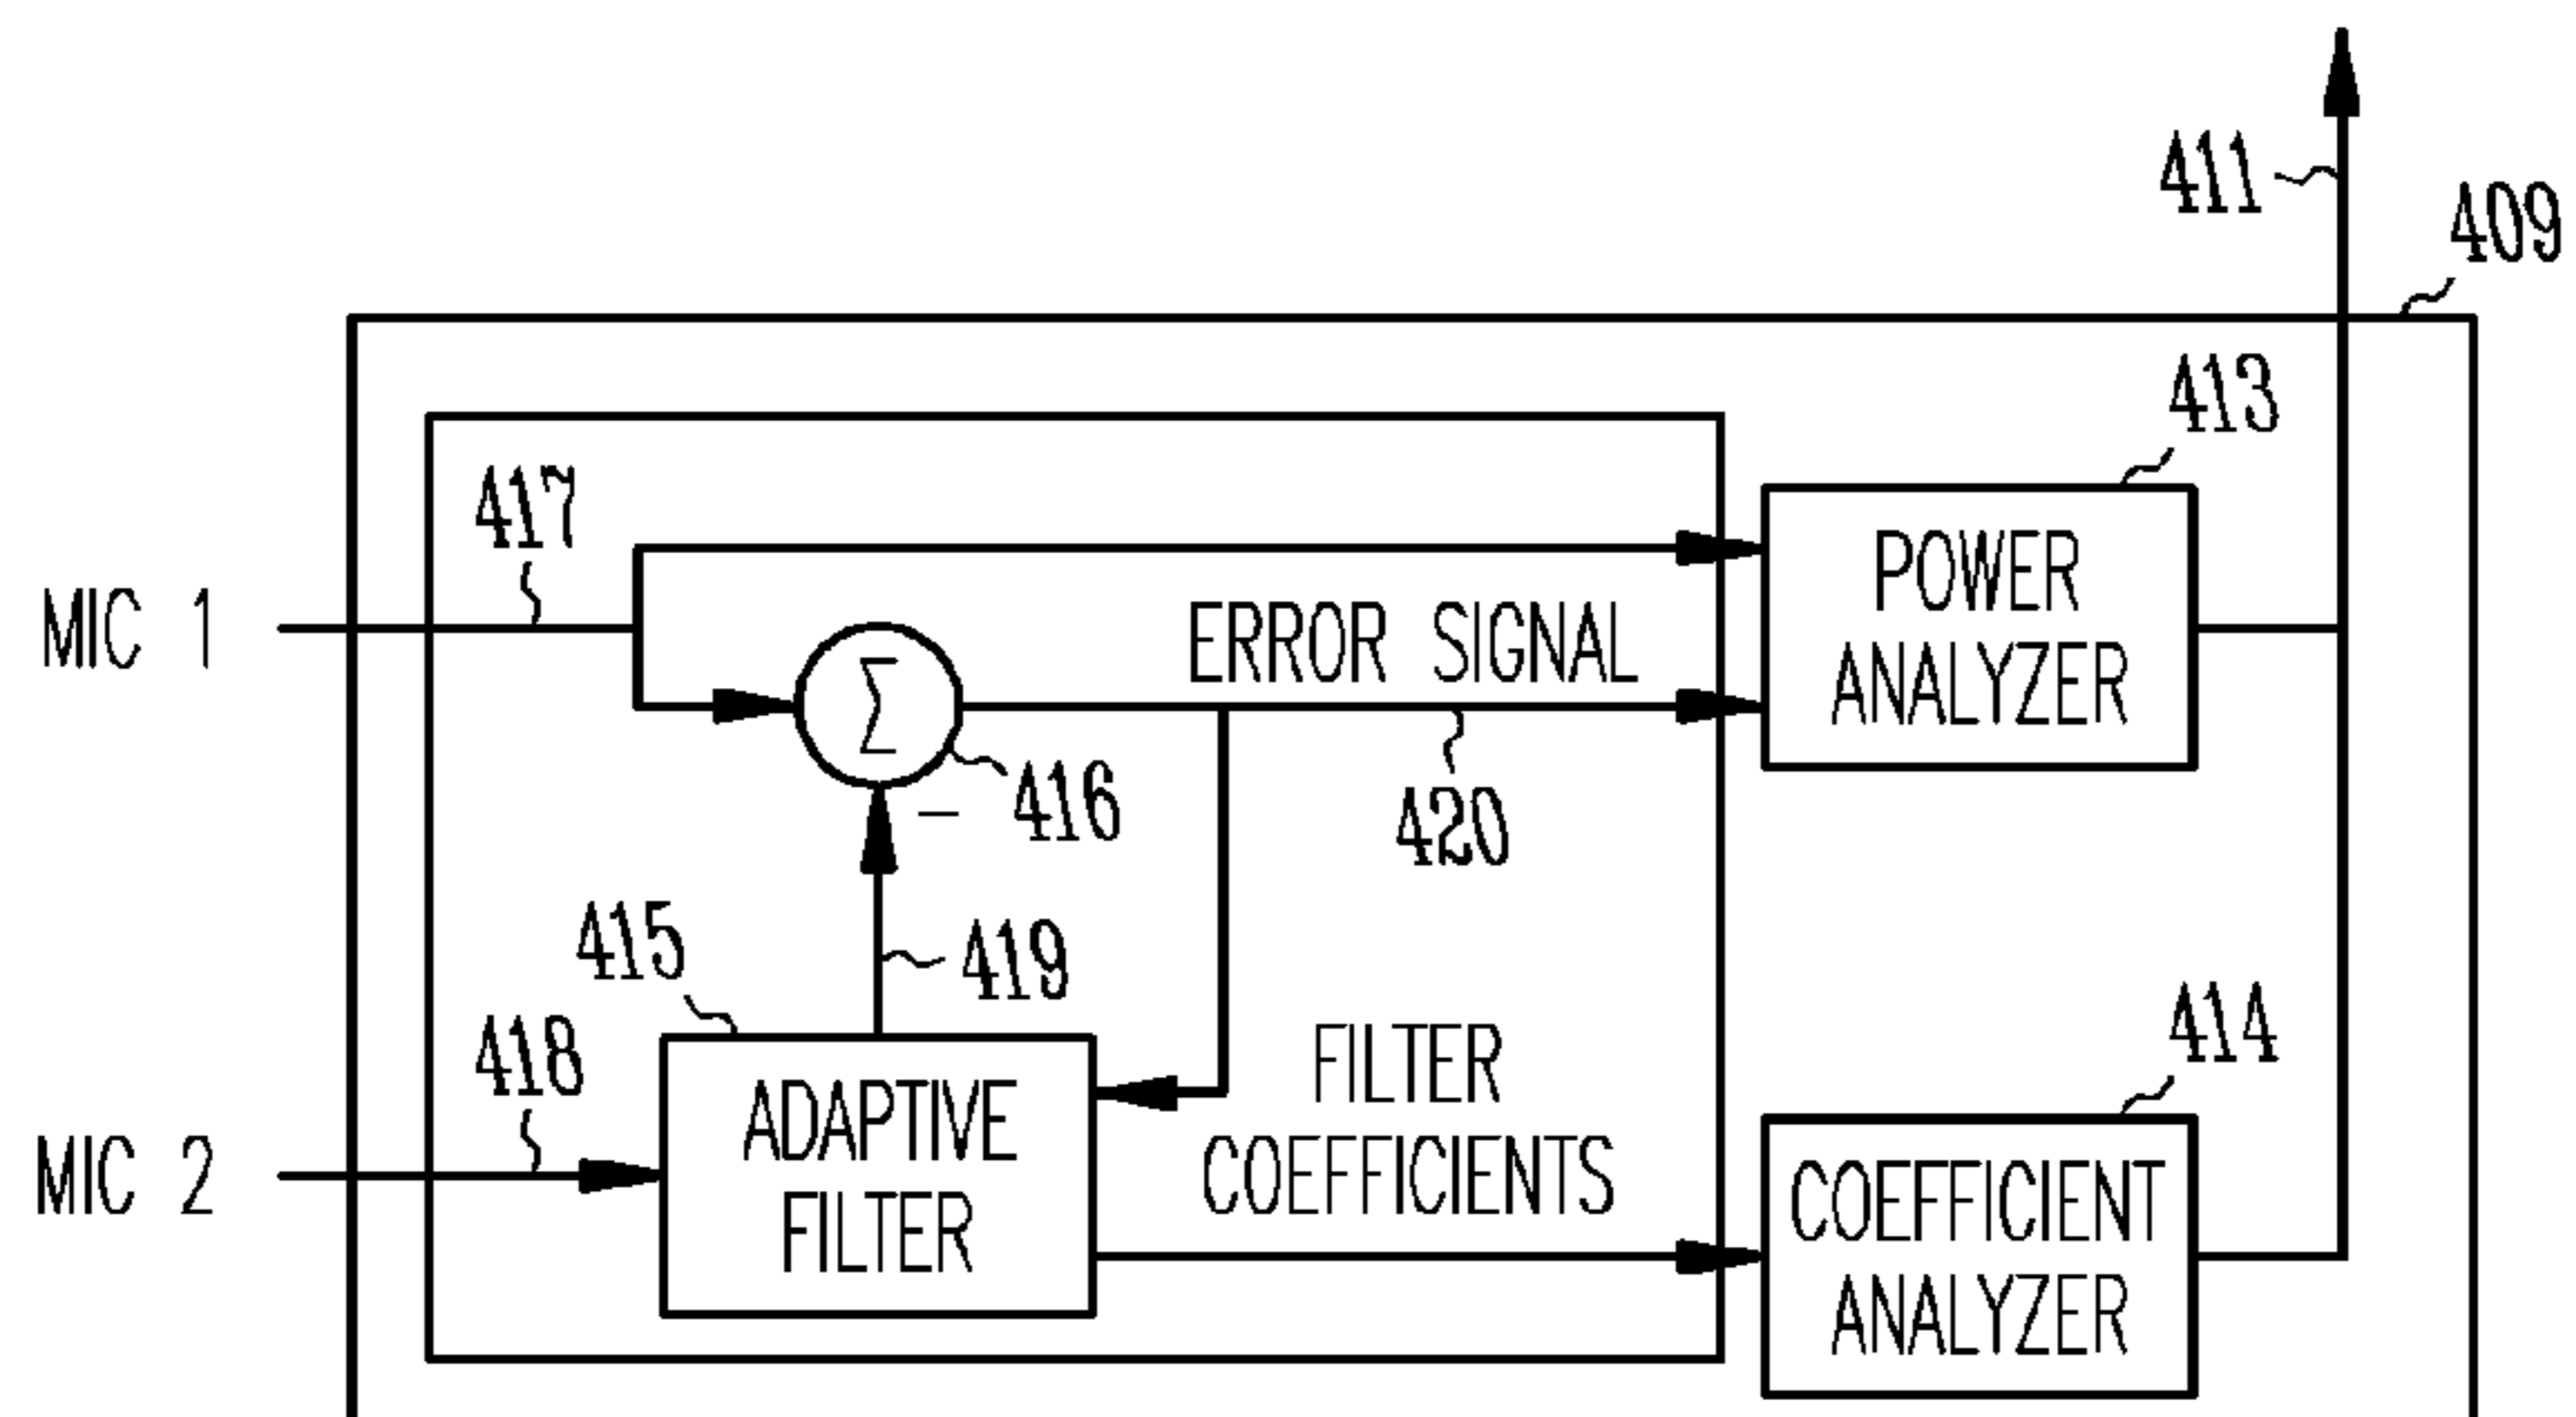 411
409
413
417
POWER
ANALYZER
MIC 1
ERROR SIGNAL
Σ
416
420
–
415
419
414
418
FILTER
COEFFICIENTS
ADAPTIVE
FILTER
MIC 2
COEFFICIENT
ANALYZER